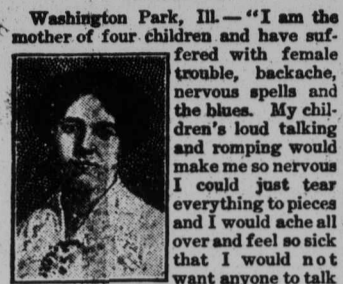 Washington Park, Ill.—"I am the
mother of four children and have suf-
fered with female
trouble, backache,
nervous spells and
the blues. My chil-
dren's loud talking
and romping would
make me so nervous
I could just tear
everything to pieces
and I would ache all
over and feel so sick
that I would not
want anyone to talk